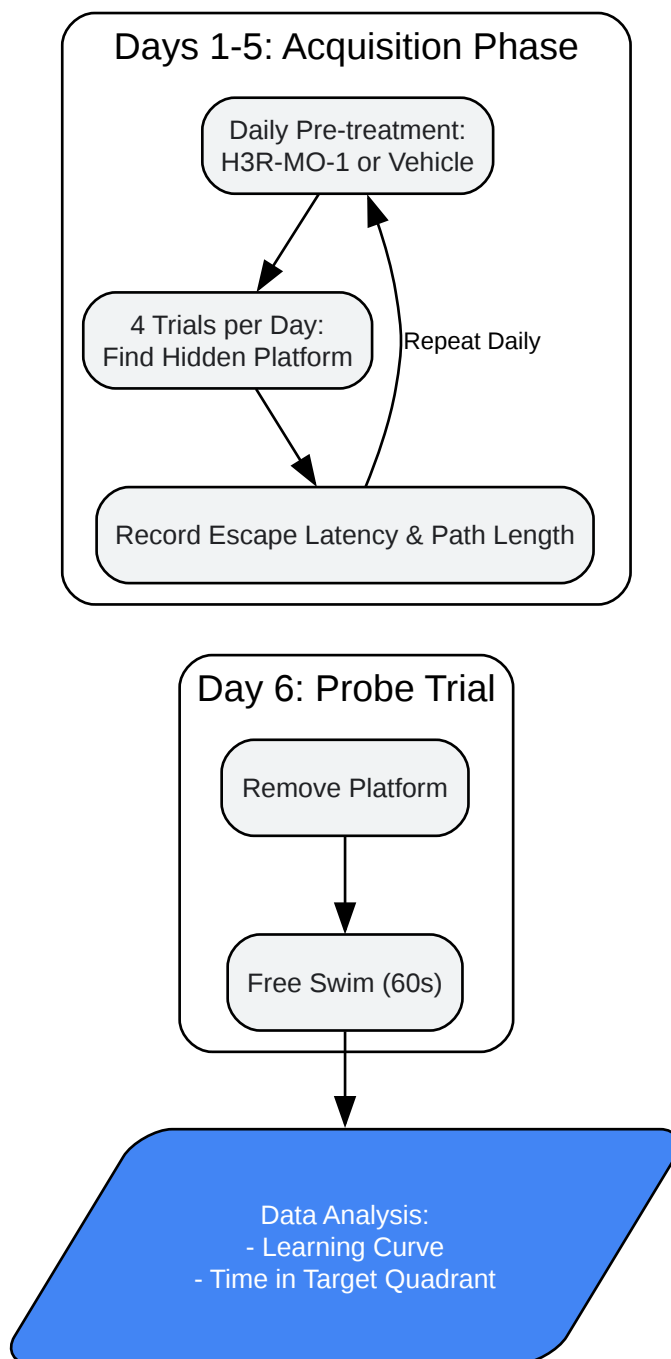 Days 1-5: Acquisition Phase
Daily Pre-treatment:
H3R-MO-1 or Vehicle
4 Trials per Day:
Find Hidden Platform
Repeat Daily
Record Escape Latency & Path Length
Day 6: Probe Trial
Remove Platform
Free Swim (60s)
Data Analysis:
- Learning Curve
- Time in Target Quadrant